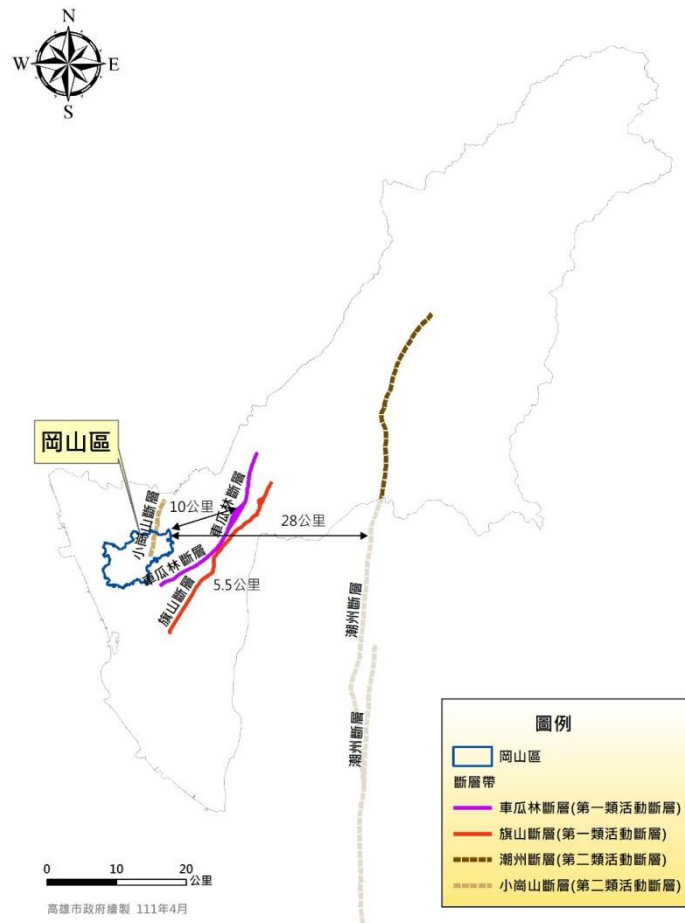 N
W
E
S
岡山區
小崗山斷層
10公里
車瓜林斷層
28公里
車瓜林斷層
旗山斷層
5.5公里
潮州斷層
潮州斷層
圖例
岡山區
斷層帶
車瓜林斷層(第一類活動斷層)
旗山斷層(第一類活動斷層)
潮州斷層(第二類活動斷層)
小崗山斷層(第二類活動斷層)
0 10 20
公里
高雄市政府繪製 111年4月